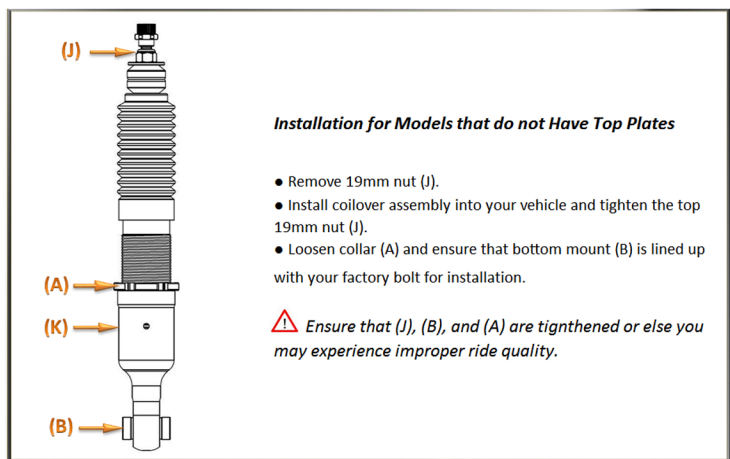 (J)
Installation for Models that do not Have Top Plates
● Remove 19mm nut (J).
● Install coilover assembly into your vehicle and tighten the top
19mm nut (J).
● Loosen collar (A) and ensure that bottom mount (B) is lined up
with your factory bolt for installation.
(A)
(K)
⚠ Ensure that (J), (B), and (A) are tignthened or else you
may experience improper ride quality.
(B)